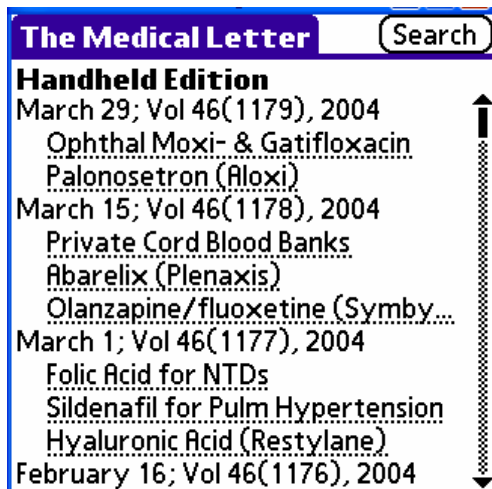 The Medical Letter
Search
Handheld Edition
March 29; Vol 46(1179), 2004
Ophthal Moxi- & Gatifloxacin
Palonosetron (Aloxi)
March 15; Vol 46(1178), 2004
Private Cord Blood Banks
Abarelix (Plenaxis)
Olanzapine/fluoxetine (Symby...
March 1; Vol 46(1177), 2004
Folic Acid for NTDs
Sildenafil for Pulm Hypertension
Hyaluronic Acid (Restylane)
February 16; Vol 46(1176), 2004